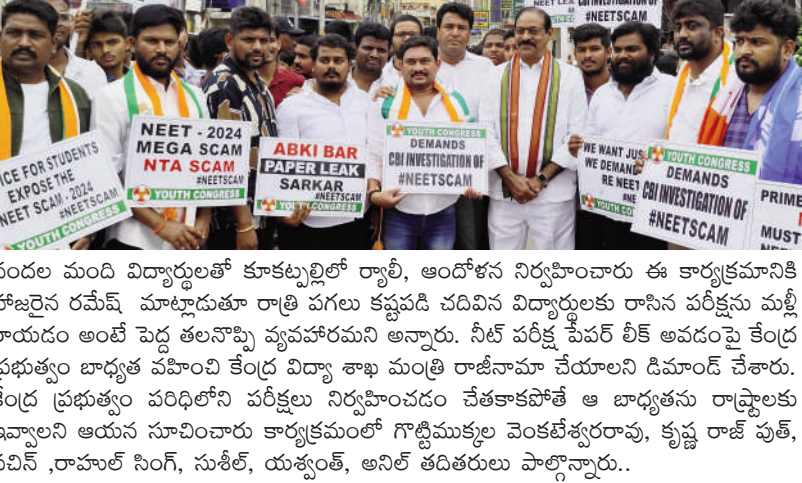 #NEETSCAM
NEET - 2024
MEGA SCAM
NTA SCAM
#NEETSCAM
YOUTH CONGRESS
ICE FOR STUDENTS
EXPOSE THE
NEET SCAM - 2024
#NEETSCAM
YOUTH CONGRESS
ABKI BAR
PAPER LEAK
SARKAR
#NEETSCAM
YOUTH CONGRESS
YOUTH CONGRESS
DEMANDS
CBI INVESTIGATION OF
#NEETSCAM
WE WANT JUS
WE DEMAND
RE NEET
YOUTH CONG
YOUTH CONGRESS
DEMANDS
CBI INVESTIGATION OF
#NEETSCAM
PRIME
MUST
వందల మంది విద్యార్థులతో కూకట్పల్లిలో ర్యాలీ, ఆందోళన నిర్వహించారు ఈ కార్యక్రమానికి
హాజరైన రమేష్ మాట్లాడుతూ రాత్రి పగలు కష్టపడి చదివిన విద్యార్థులకు రాసిన పరీక్షను మళ్లీ
రాయడం అంటే పెద్ద తలనొప్పి వ్యవహారమని అన్నారు. నీట్ పరీక్ష పేపర్ లీక్ అవడంపై కేంద్ర
ప్రభుత్వం బాధ్యత వహించి కేంద్ర విద్యా శాఖ మంత్రి రాజీనామా చేయాలని డిమాండ్ చేశారు.
కేంద్ర ప్రభుత్వం పరిధిలోని పరీక్షలు నిర్వహించడం చేతకాకపోతే ఆ బాధ్యతను రాష్ట్రాలకు
ఇవ్వాలని ఆయన సూచించారు కార్యక్రమంలో గొట్టిముక్కల వెంకటేశ్వరరావు, కృష్ణ రాజ్ పుత్,
సచిన్ ,రాహుల్ సింగ్, సుశీల్, యశ్వంత్, అనిల్ తదితరులు పాల్గొన్నారు..